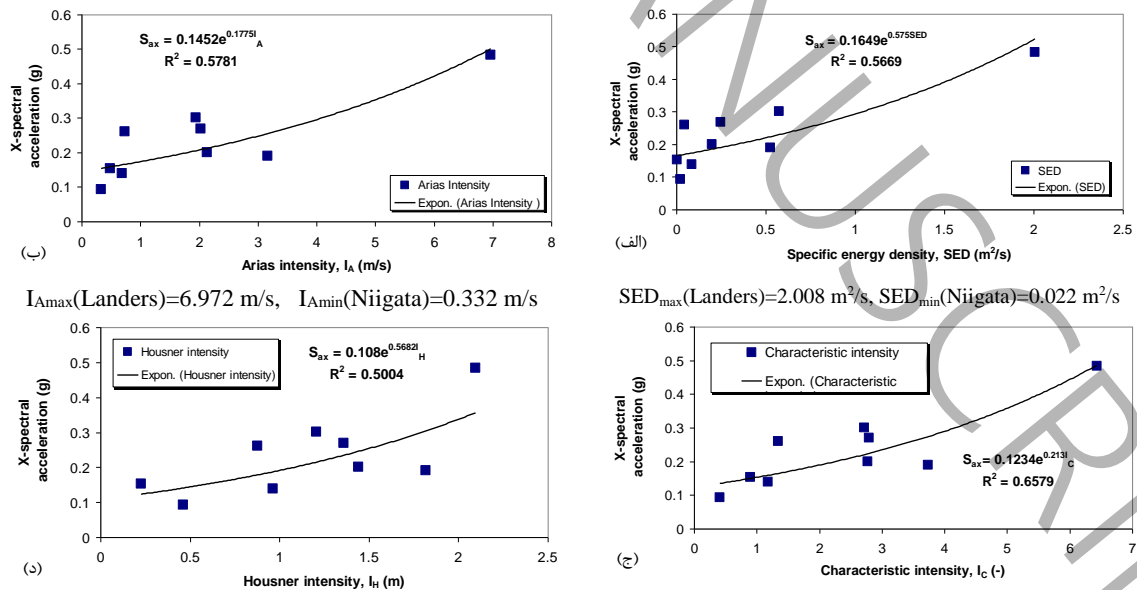 0.6
0.5
0.4
0.3
0.2
0.1
0
X-spectral
acceleration (g)
Sax = 0.1452e^0.1775I_A
R² = 0.5781
Arias Intensity
Expon. (Arias Intensity )
0 1 2 3 4 5 6 7 8
Arias intensity, I_A (m/s)
(ب)
0.6
0.5
0.4
0.3
0.2
0.1
0
X-spectral
acceleration (g)
Sax = 0.1649e^0.575SED
R² = 0.5669
SED
Expon. (SED)
0 0.5 1 1.5 2 2.5
Specific energy density, SED (m²/s)
(الف)
I_Amax(Landers)=6.972 m/s, I_Amin(Niigata)=0.332 m/s
SED_max(Landers)=2.008 m²/s, SED_min(Niigata)=0.022 m²/s
0.6
0.5
0.4
0.3
0.2
0.1
0
X-spectral
acceleration (g)
Housner intensity
Expon. (Housner intensity)
Sax = 0.108e^0.5682I_H
R² = 0.5004
0 0.5 1 1.5 2 2.5
Housner intensity, I_H (m)
(د)
0.6
0.5
0.4
0.3
0.2
0.1
0
X-spectral
acceleration (g)
Characteristic intensity
Expon. (Characteristic
Sax = 0.1234e^0.213I_C
R² = 0.6579
0 1 2 3 4 5 6 7
Characteristic intensity, I_C (-)
(ج)
NUSCRI